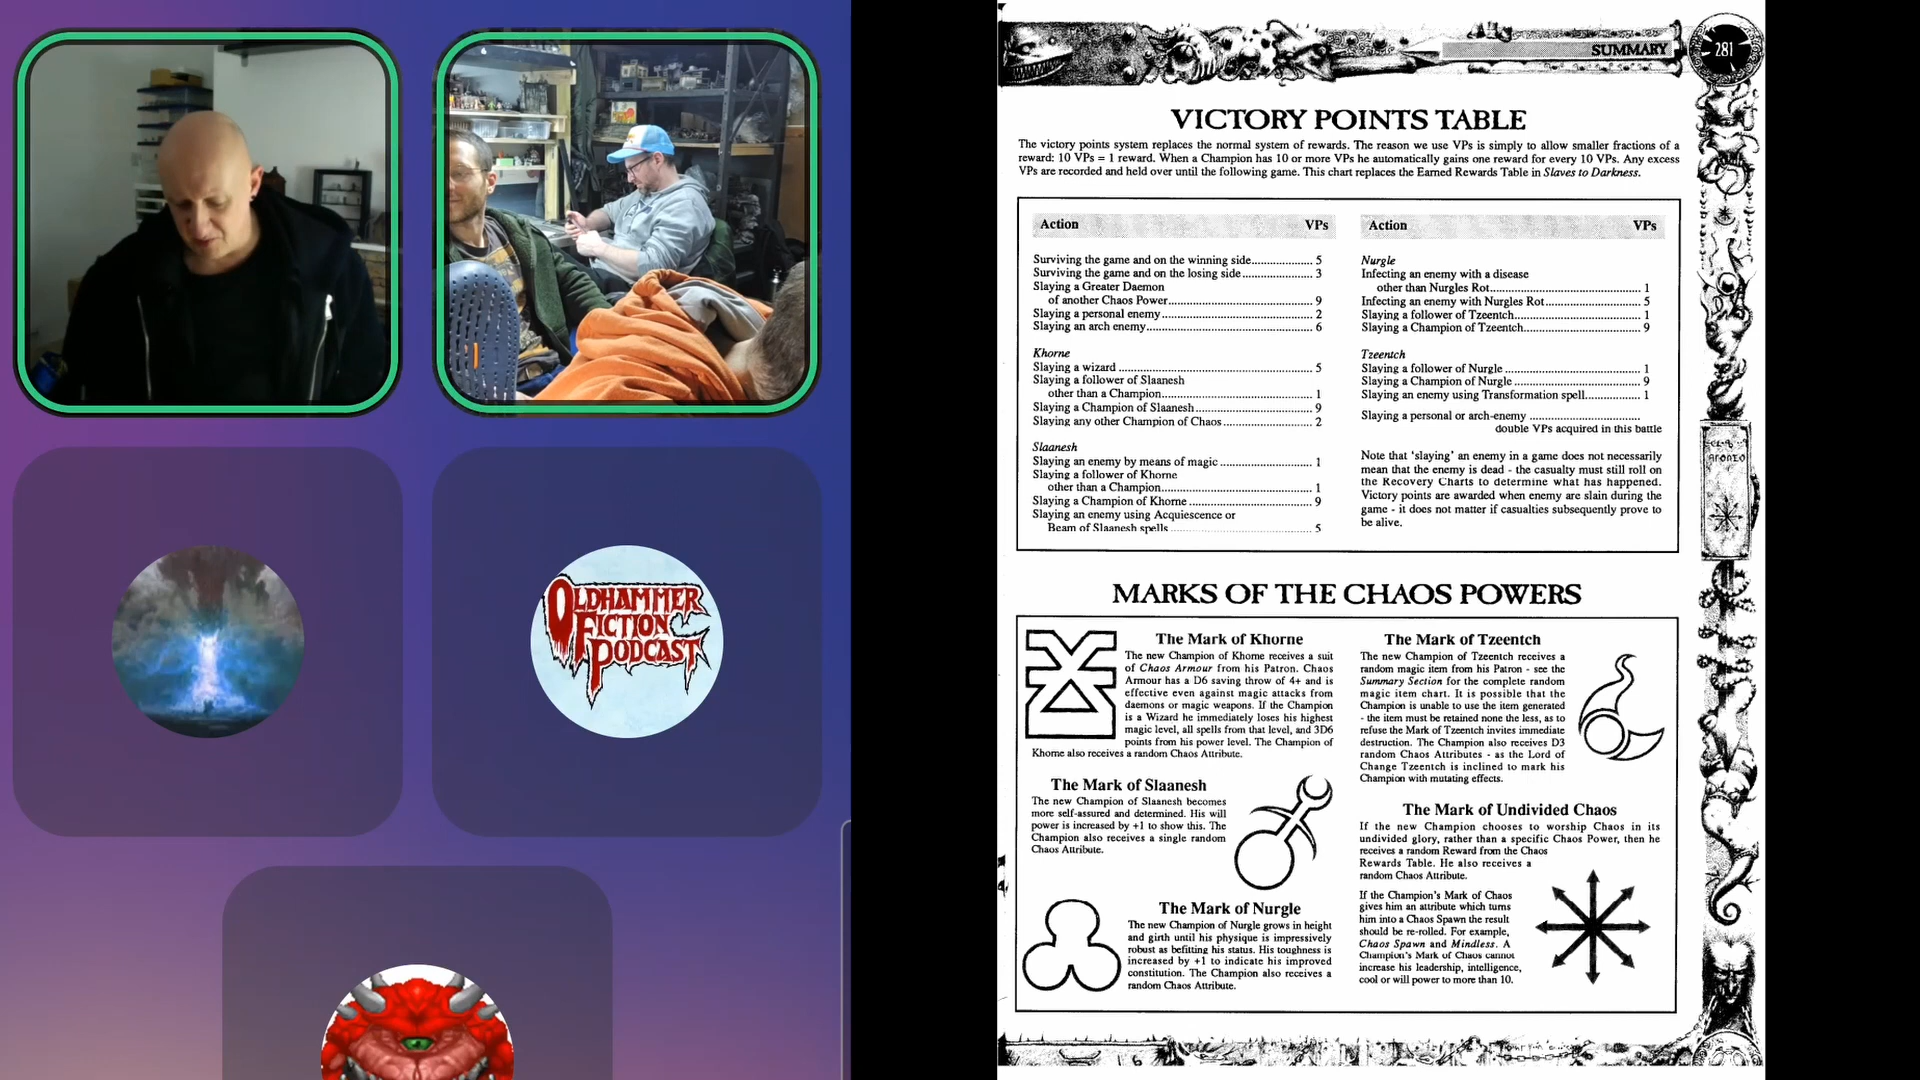 OLDHAMMER
FICTION
PODCAST
SUMMARY
281
VICTORY POINTS TABLE
The victory points system replaces the normal system of rewards. The reason we use VPs is simply to allow smaller fractions of a
reward: 10 VPs = 1 reward. When a Champion has 10 or more VPs he automatically gains one reward for every 10 VPs. Any excess
VPs are recorded and held over until the following game. This chart replaces the Earned Rewards Table in Slaves to Darkness.
Action VPs
Surviving the game and on the winning side................... 5
Surviving the game and on the losing side..................... 3
Slaying a Greater Daemon
of another Chaos Power............................................ 9
Slaying a personal enemy............................................... 2
Slaying an arch enemy.................................................... 6
Khorne
Slaying a wizard ............................................................. 5
Slaying a follower of Slaanesh
other than a Champion.............................................. 1
Slaying a Champion of Slaanesh.................................... 9
Slaying any other Champion of Chaos........................... 2
Slaanesh
Slaying an enemy by means of magic ............................ 1
Slaying a follower of Khorne
other than a Champion.............................................. 1
Slaying a Champion of Khorne ...................................... 9
Slaying an enemy using Acquiescence or
Beam of Slaanesh spells ........................................... 5
Action VPs
Nurgle
Infecting an enemy with a disease
other than Nurgles Rot.............................................. 1
Infecting an enemy with Nurgles Rot............................. 5
Slaying a follower of Tzeentch....................................... 1
Slaying a Champion of Tzeentch.................................... 9
Tzeentch
Slaying a follower of Nurgle .......................................... 1
Slaying a Champion of Nurgle ....................................... 9
Slaying an enemy using Transformation spell................ 1
Slaying a personal or arch-enemy .................................
double VPs acquired in this battle
Note that ‘slaying’ an enemy in a game does not necessarily
mean that the enemy is dead - the casualty must still roll on
the Recovery Charts to determine what has happened.
Victory points are awarded when enemy are slain during the
game - it does not matter if casualties subsequently prove to
be alive.
MARKS OF THE CHAOS POWERS
The Mark of Khorne
The new Champion of Khorne receives a suit
of Chaos Armour from his Patron. Chaos
Armour has a D6 saving throw of 4+ and is
effective even against magic attacks from
daemons or magic weapons. If the Champion
is a Wizard he immediately loses his highest
magic level, all spells from that level, and 3D6
points from his power level. The Champion of
Khorne also receives a random Chaos Attribute.
The Mark of Slaanesh
The new Champion of Slaanesh becomes
more self-assured and determined. His will
power is increased by +1 to show this. The
Champion also receives a single random
Chaos Attribute.
The Mark of Nurgle
The new Champion of Nurgle grows in height
and girth until his physique is impressively
robust as befitting his status. His toughness is
increased by +1 to indicate his improved
constitution. The Champion also receives a
random Chaos Attribute.
The Mark of Tzeentch
The new Champion of Tzeentch receives a
random magic item from his Patron - see the
Summary Section for the complete random
magic item chart. It is possible that the
Champion is unable to use the item generated
- the item must be retained none the less, as to
refuse the Mark of Tzeentch invites immediate
destruction. The Champion also receives D3
random Chaos Attributes - as the Lord of
Change Tzeentch is inclined to mark his
Champion with mutating effects.
The Mark of Undivided Chaos
If the new Champion chooses to worship Chaos in its
undivided glory, rather than a specific Chaos Power, then he
receives a random Reward from the Chaos
Rewards Table. He also receives a
random Chaos Attribute.
If the Champion's Mark of Chaos
gives him an attribute which turns
him into a Chaos Spawn the result
should be re-rolled. For example,
Chaos Spawn and Mindless. A
Champion's Mark of Chaos cannot
increase his leadership, intelligence,
cool or will power to more than 10.